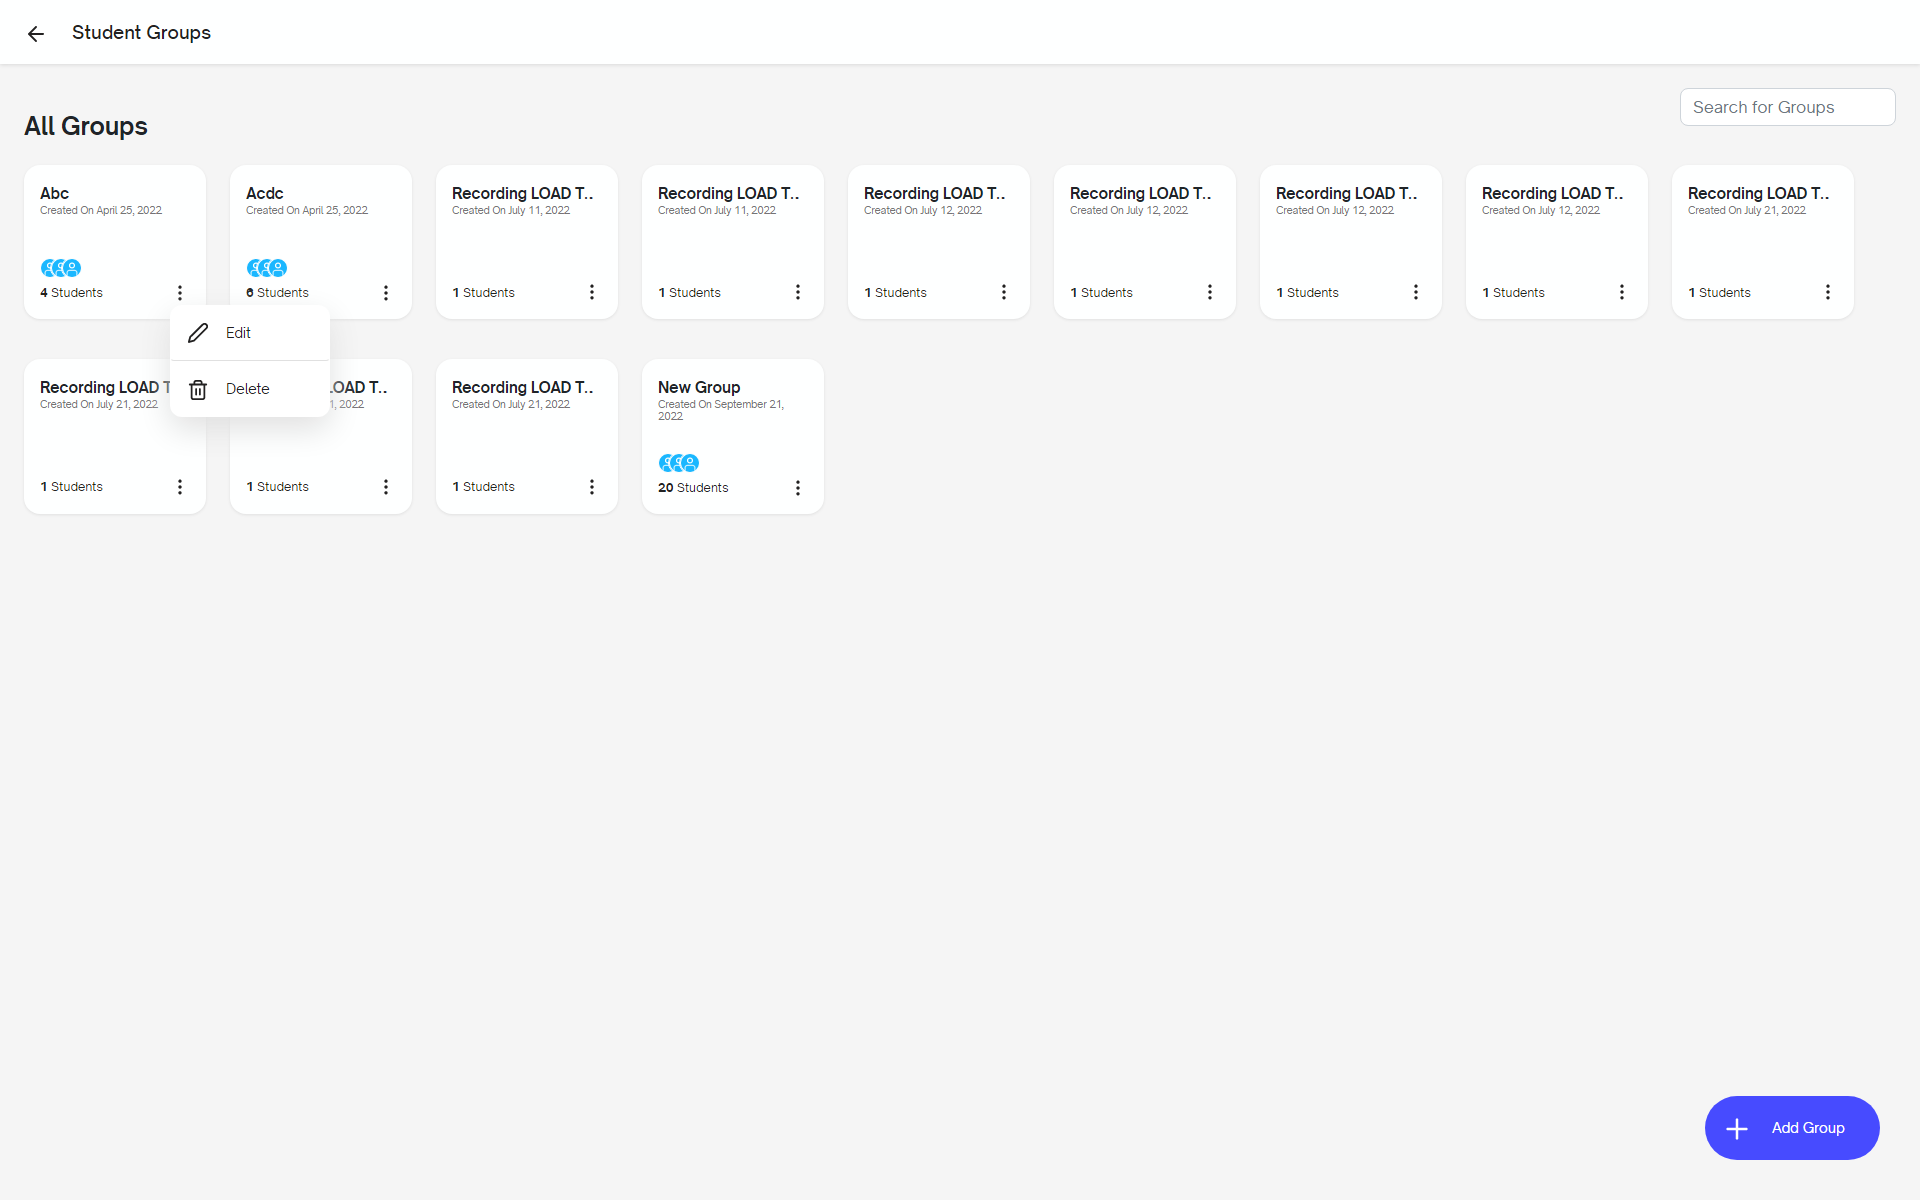 Student Groups
Search for Groups
All Groups
Abc
Created On April 25, 2022
4 Students
Acdc
Created On April 25, 2022
6 Students
Recording LOAD T..
Created On July 11, 2022
1 Students
Recording LOAD T..
Created On July 11, 2022
1 Students
Recording LOAD T..
Created On July 12, 2022
1 Students
Recording LOAD T..
Created On July 12, 2022
1 Students
Recording LOAD T..
Created On July 12, 2022
1 Students
Recording LOAD T..
Created On July 12, 2022
1 Students
Recording LOAD T..
Created On July 21, 2022
1 Students
Edit
Delete
Recording LOAD T
Created On July 21, 2022
1 Students
LOAD T..
1, 2022
1 Students
Recording LOAD T..
Created On July 21, 2022
1 Students
New Group
Created On September 21,
2022
20 Students
Add Group